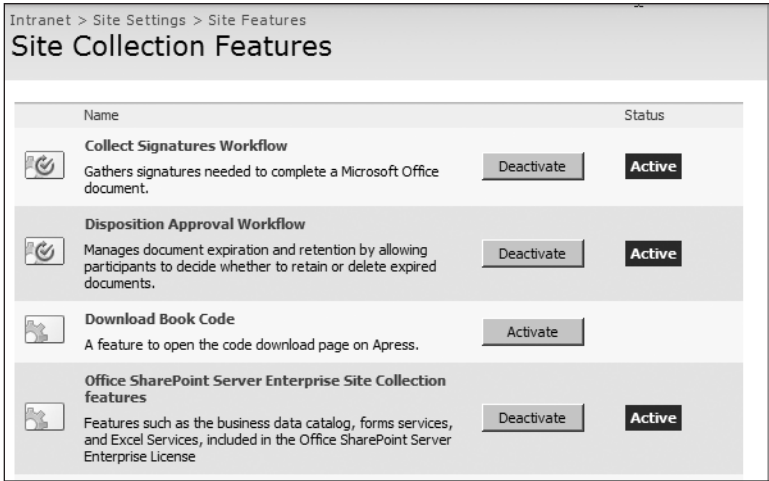 Intranet > Site Settings > Site Features
Site Collection Features
Name Status
Collect Signatures Workflow
Gathers signatures needed to complete a Microsoft Office
document.
Deactivate Active
Disposition Approval Workflow
Manages document expiration and retention by allowing
participants to decide whether to retain or delete expired
documents.
Deactivate Active
Download Book Code
A feature to open the code download page on Apress.
Activate
Office SharePoint Server Enterprise Site Collection
features
Features such as the business data catalog, forms services,
and Excel Services, included in the Office SharePoint Server
Enterprise License
Deactivate Active